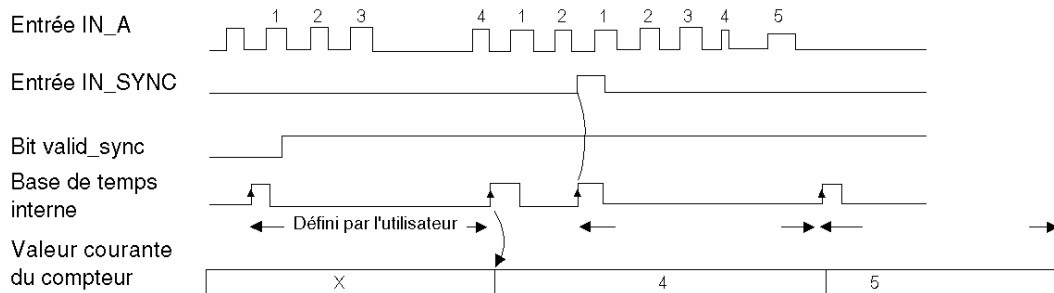 Entrée IN_A
1 2 3 4 1 2 1 2 3 4 5
Entrée IN_SYNC
Bit valid_sync
Base de temps
interne
Défini par l'utilisateur
Valeur courante
du compteur
X 4 5